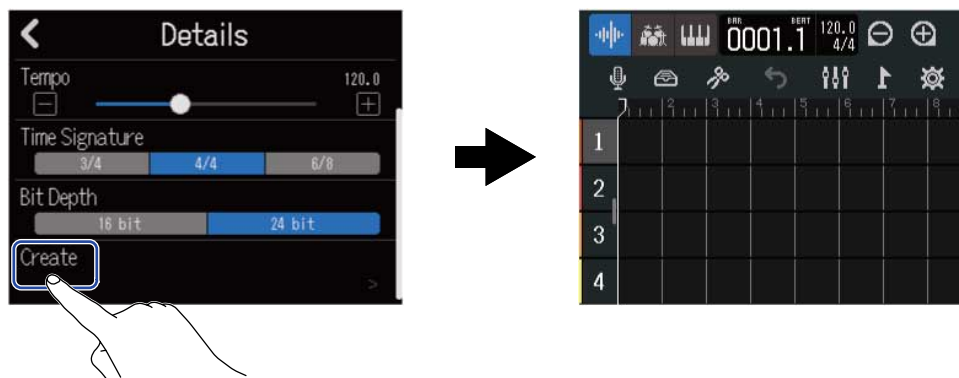 Details
Tempo 120.0
Time Signature
3/4 4/4 6/8
Bit Depth
16 bit 24 bit
Create
>
BAR BEAT
0001.1 120.0
4/4
2 3 4 5 6 7 8
1
2
3
4